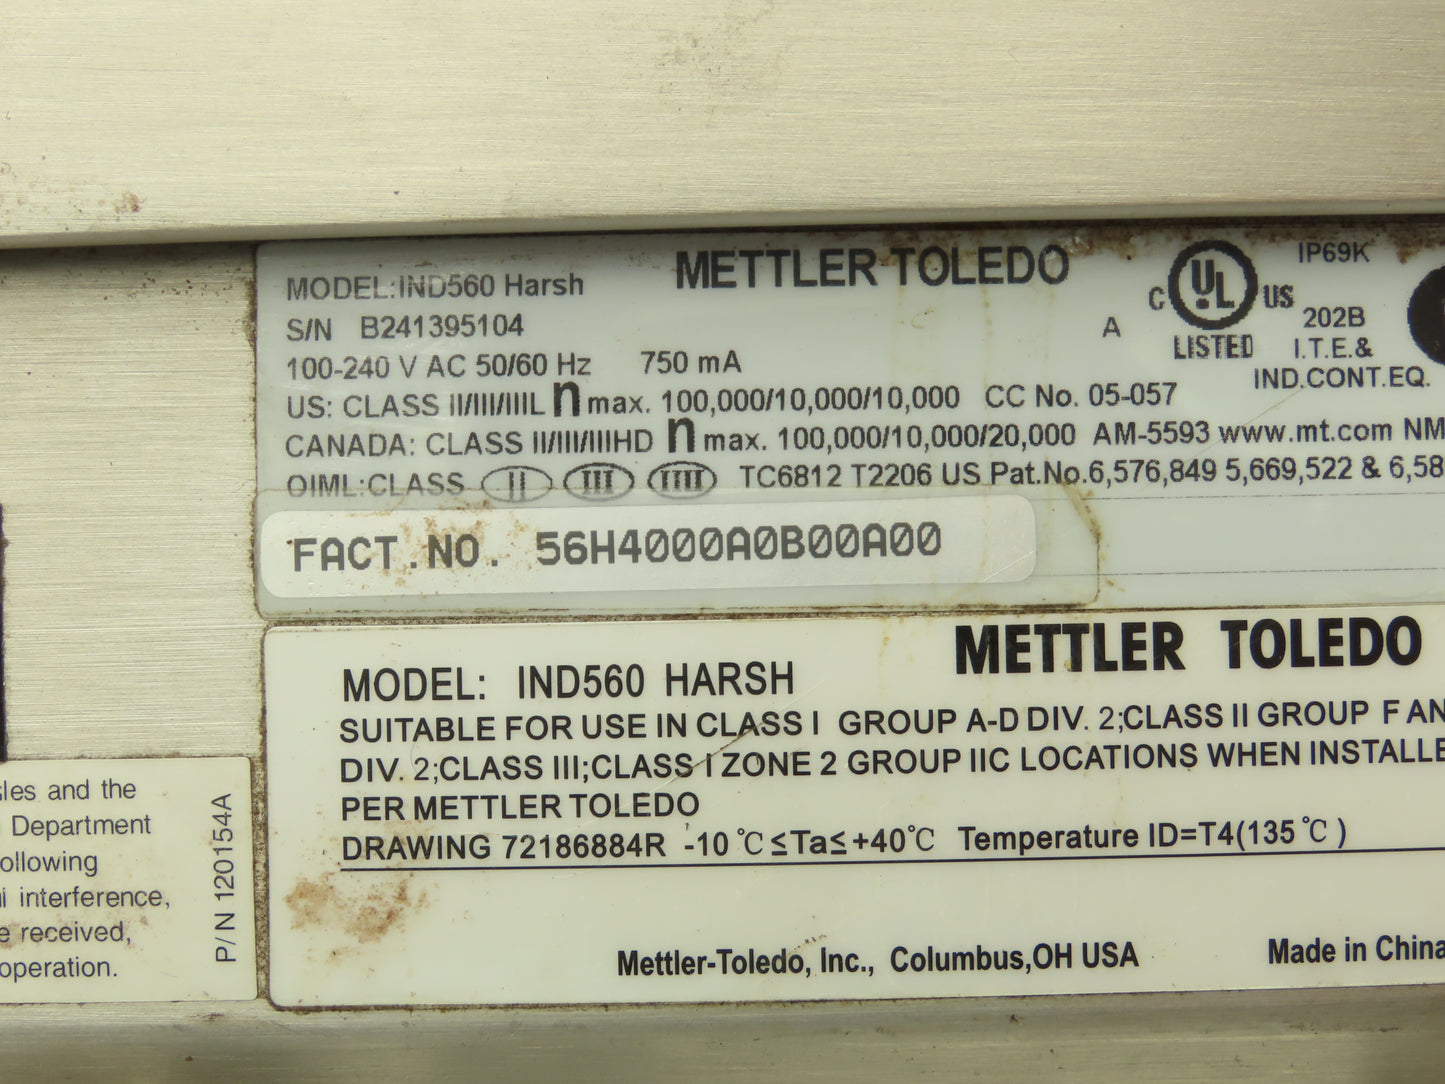 MODEL:IND560 Harsh METTLER TOLEDO
S/N B241395104
100-240 V AC 50/60 Hz 750 mA
US: CLASS II/III/IIIL n max. 100,000/10,000/10,000 CC No. 05-057
CANADA: CLASS II/III/IIIHD n max. 100,000/10,000/20,000 AM-5593 www.mt.com NM
OIML:CLASS II III IIII TC6812 T2206 US Pat.No.6,576,849 5,669,522 & 6,58
A
C UL US
LISTED
IP69K
202B
I.T.E.&
IND.CONT.EQ.
FACT.NO. 56H4000A0B00A00
METTLER TOLEDO
MODEL: IND560 HARSH
SUITABLE FOR USE IN CLASS I GROUP A-D DIV. 2;CLASS II GROUP F AN
DIV. 2;CLASS III;CLASS I ZONE 2 GROUP IIC LOCATIONS WHEN INSTALLE
PER METTLER TOLEDO
DRAWING 72186884R -10 ℃ ≤Ta≤ +40℃ Temperature ID=T4(135 ℃ )
Mettler-Toledo, Inc., Columbus,OH USA Made in China
les and the
Department
ollowing
l interference,
e received,
operation.
P/N 120154A